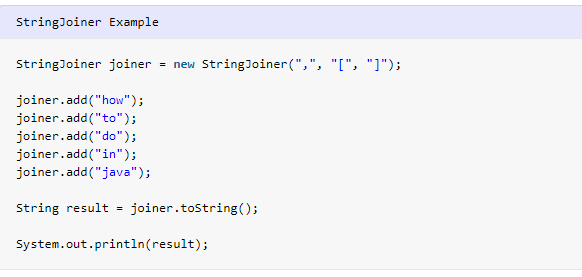 StringJoiner Example
StringJoiner joiner = new StringJoiner(",", "[", "]");
joiner.add("how");
joiner.add("to");
joiner.add("do");
joiner.add("in");
joiner.add("java");
String result = joiner.toString();
System.out.println(result);